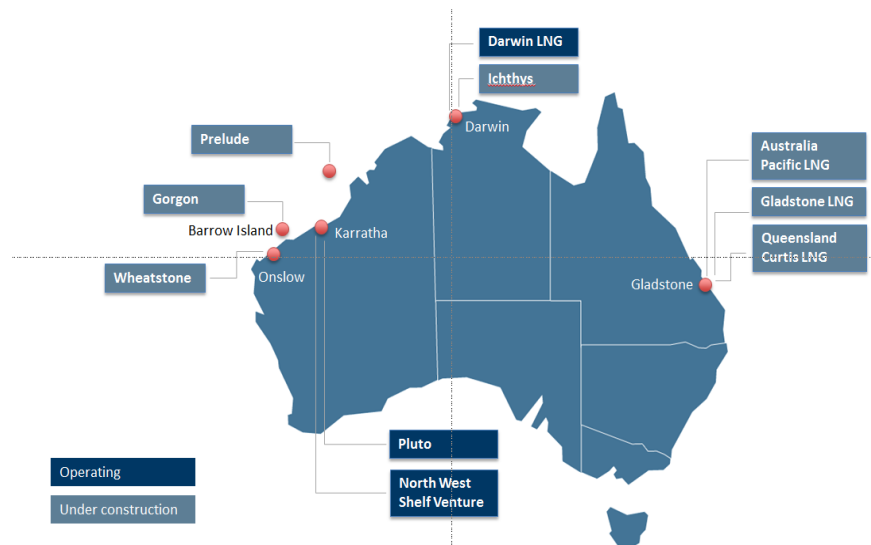 Darwin LNG
Ichthys
Darwin
Prelude
Australia
Pacific LNG
Gorgon
Gladstone LNG
Barrow Island
Karratha
Queensland
Curtis LNG
Wheatstone
Onslow
Gladstone
Pluto
North West
Shelf Venture
Operating
Under construction